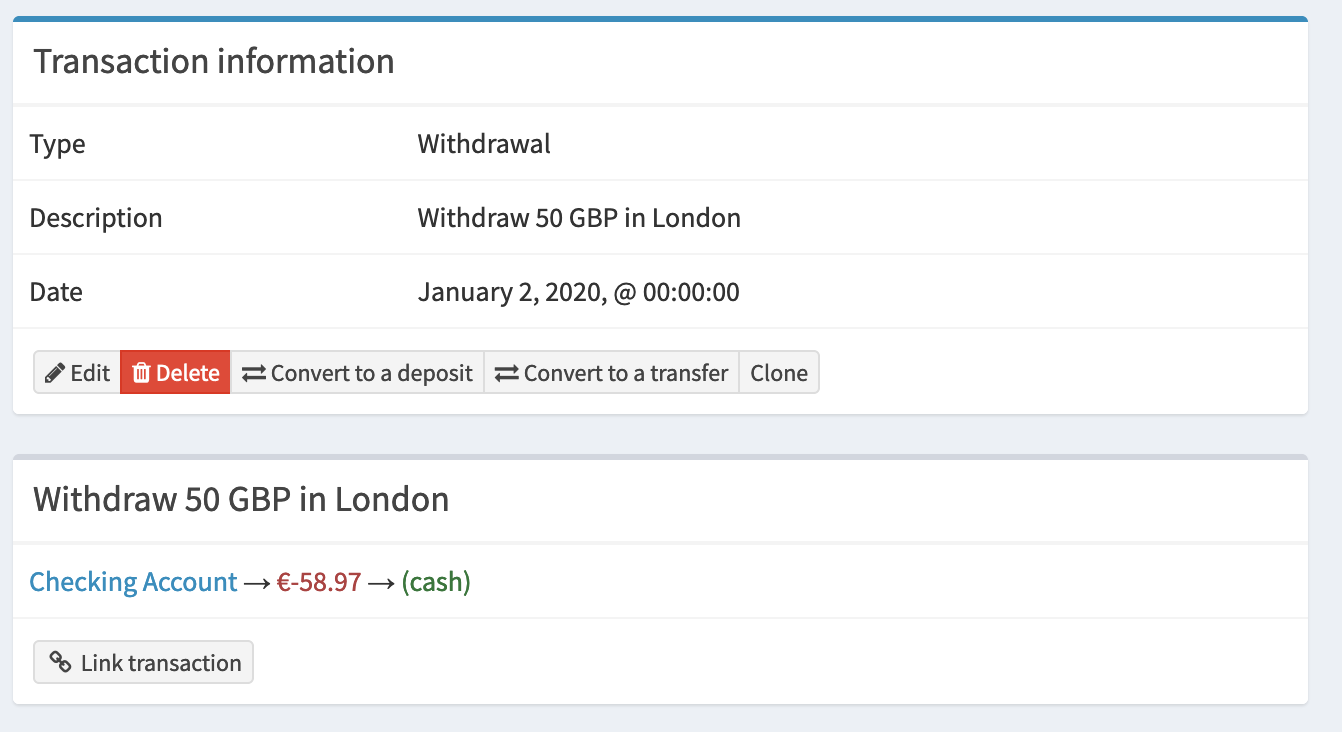 Transaction information
Type Withdrawal
Description Withdraw 50 GBP in London
Date January 2, 2020, @ 00:00:00
Edit Delete Convert to a deposit Convert to a transfer Clone
Withdraw 50 GBP in London
Checking Account → €-58.97 → (cash)
Link transaction